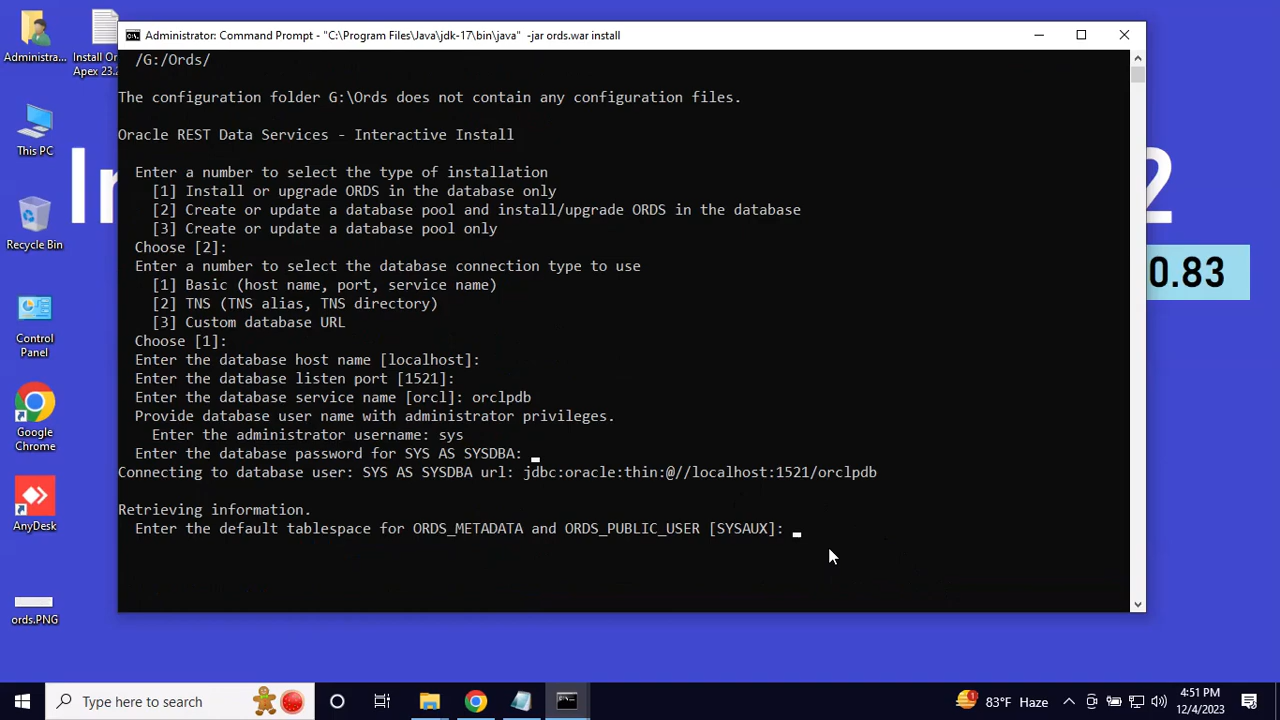 Administra...
Install Or
Apex 23.2
This PC
Recycle Bin
Control
Panel
Google
Chrome
AnyDesk
ords.PNG
Administrator: Command Prompt - "C:\Program Files\Java\jdk-17\bin\java" -jar ords.war install
/G:/Ords/
The configuration folder G:\Ords does not contain any configuration files.
Oracle REST Data Services - Interactive Install
Enter a number to select the type of installation
[1] Install or upgrade ORDS in the database only
[2] Create or update a database pool and install/upgrade ORDS in the database
[3] Create or update a database pool only
Choose [2]:
Enter a number to select the database connection type to use
[1] Basic (host name, port, service name)
[2] TNS (TNS alias, TNS directory)
[3] Custom database URL
Choose [1]:
Enter the database host name [localhost]:
Enter the database listen port [1521]:
Enter the database service name [orcl]: orclpdb
Provide database user name with administrator privileges.
Enter the administrator username: sys
Enter the database password for SYS AS SYSDBA:
Connecting to database user: SYS AS SYSDBA url: jdbc:oracle:thin:@//localhost:1521/orclpdb
Retrieving information.
Enter the default tablespace for ORDS_METADATA and ORDS_PUBLIC_USER [SYSAUX]:
In
2
0.83
Type here to search
83°F Haze
4:51 PM
12/4/2023